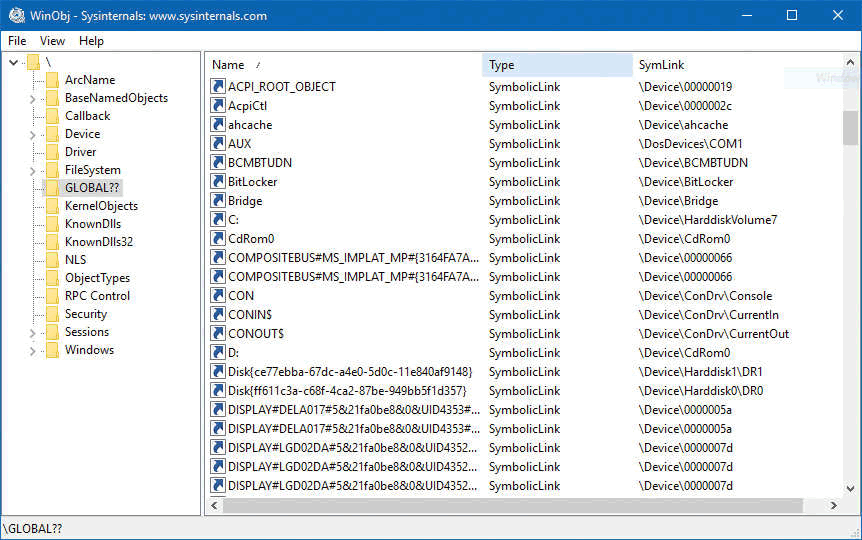 WinObj - Sysinternals: www.sysinternals.com
File View Help
\
ArcName
BaseNamedObjects
Callback
Device
Driver
FileSystem
GLOBAL??
KernelObjects
KnownDlls
KnownDlls32
NLS
ObjectTypes
RPC Control
Security
Sessions
Windows
Name Type SymLink
ACPI_ROOT_OBJECT SymbolicLink \Device\00000019
AcpiCtl SymbolicLink \Device\0000002c
ahcache SymbolicLink \Device\ahcache
AUX SymbolicLink \DosDevices\COM1
BCMBTUDN SymbolicLink \Device\BCMBTUDN
BitLocker SymbolicLink \Device\BitLocker
Bridge SymbolicLink \Device\Bridge
C: SymbolicLink \Device\HarddiskVolume7
CdRom0 SymbolicLink \Device\CdRom0
COMPOSITEBUS#MS_IMPLAT_MP#{3164FA7A... SymbolicLink \Device\00000066
COMPOSITEBUS#MS_IMPLAT_MP#{3164FA7A... SymbolicLink \Device\00000066
CON SymbolicLink \Device\ConDrv\Console
CONIN$ SymbolicLink \Device\ConDrv\CurrentIn
CONOUT$ SymbolicLink \Device\ConDrv\CurrentOut
D: SymbolicLink \Device\CdRom0
Disk{ce77ebba-67dc-a4e0-5d0c-11e840af9148} SymbolicLink \Device\Harddisk1\DR1
Disk{ff611c3a-c68f-4ca2-87be-949bb5f1d357} SymbolicLink \Device\Harddisk0\DR0
DISPLAY#DELA017#5&21fa0be8&0&UID4353#... SymbolicLink \Device\0000005a
DISPLAY#DELA017#5&21fa0be8&0&UID4353#... SymbolicLink \Device\0000005a
DISPLAY#LGD02DA#5&21fa0be8&0&UID4352... SymbolicLink \Device\0000007d
DISPLAY#LGD02DA#5&21fa0be8&0&UID4352... SymbolicLink \Device\0000007d
DISPLAY#LGD02DA#5&21fa0be8&0&UID4352... SymbolicLink \Device\0000007d
\GLOBAL??